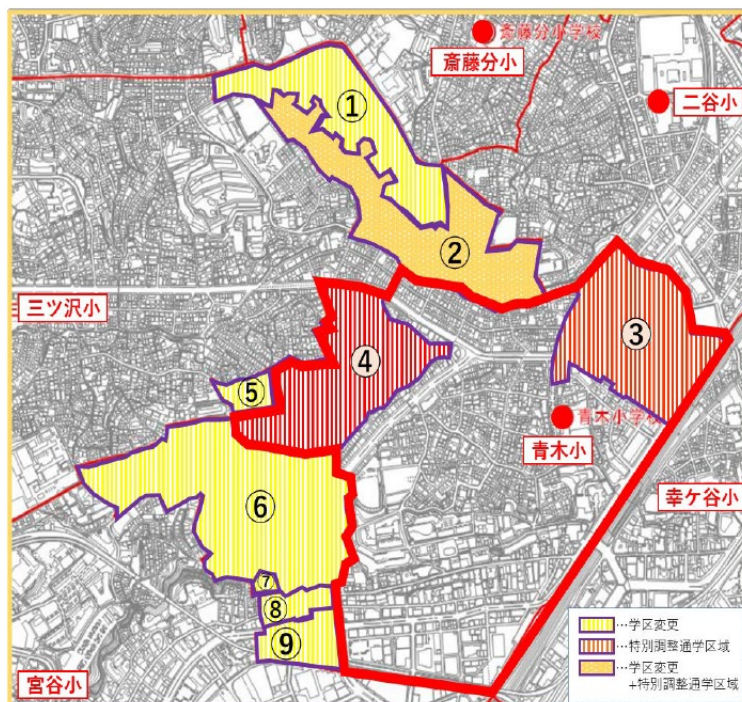 斎藤分小学校
斎藤分小
二谷小
①
②
三ツ沢小
③
④
⑤
青木小学校
青木小
⑥
幸ケ谷小
⑦
⑧
⑨
宮谷小
…学区変更
…特別調整通学区域
…学区変更
+特別調整通学区域